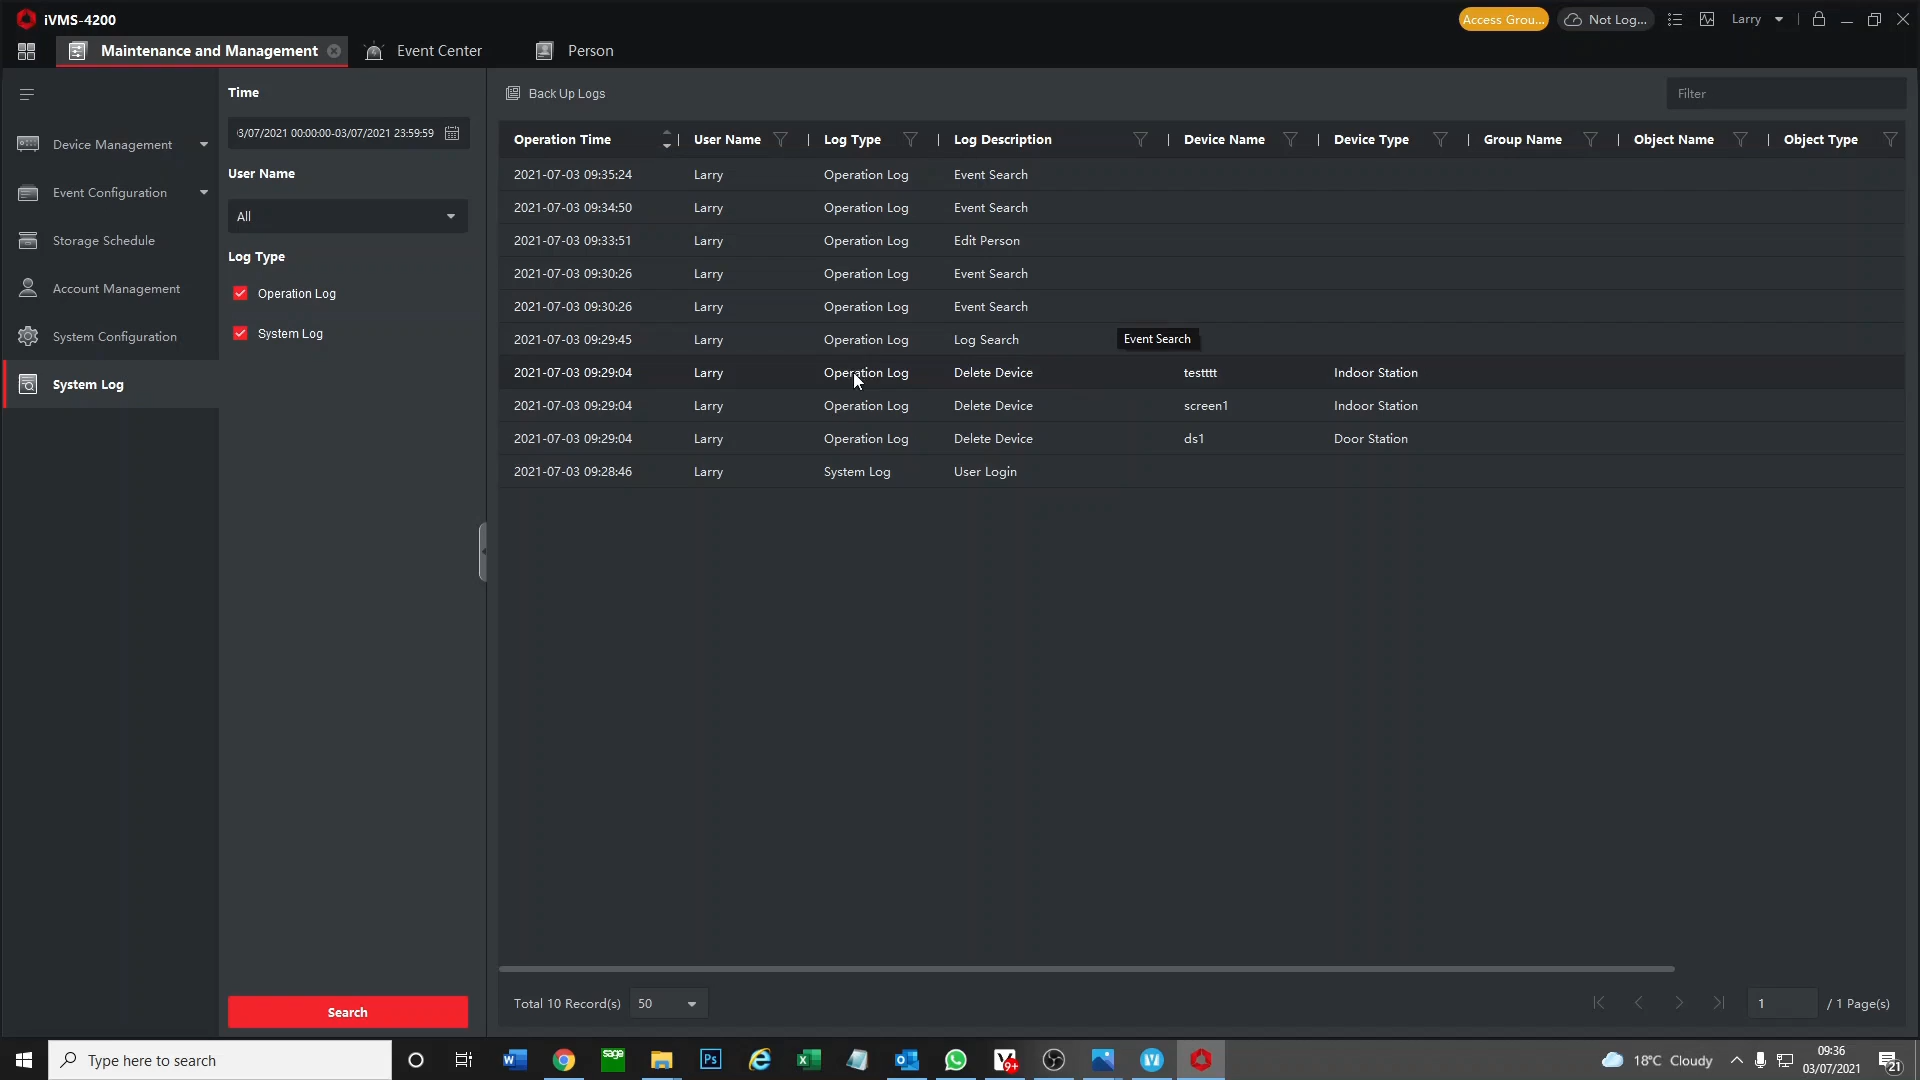 iVMS-4200
Access Grou...
Not Log...
Larry
Maintenance and Management
Event Center
Person
Device Management
Event Configuration
Storage Schedule
Account Management
System Configuration
System Log
Time
3/07/2021 00:00:00-03/07/2021 23:59:59
User Name
All
Log Type
Operation Log
System Log
Search
Back Up Logs
Filter
Operation Time | User Name | Log Type | Log Description | Device Name | Device Type | Group Name | Object Name | Object Type
2021-07-03 09:35:24 Larry Operation Log Event Search
2021-07-03 09:34:50 Larry Operation Log Event Search
2021-07-03 09:33:51 Larry Operation Log Edit Person
2021-07-03 09:30:26 Larry Operation Log Event Search
2021-07-03 09:30:26 Larry Operation Log Event Search
2021-07-03 09:29:45 Larry Operation Log Log Search
Event Search
2021-07-03 09:29:04 Larry Operation Log Delete Device testttt Indoor Station
2021-07-03 09:29:04 Larry Operation Log Delete Device screen1 Indoor Station
2021-07-03 09:29:04 Larry Operation Log Delete Device ds1 Door Station
2021-07-03 09:28:46 Larry System Log User Login
Total 10 Record(s) 50
1 / 1 Page(s)
Type here to search
sage
Ps
9+
18°C Cloudy
09:36
03/07/2021
21